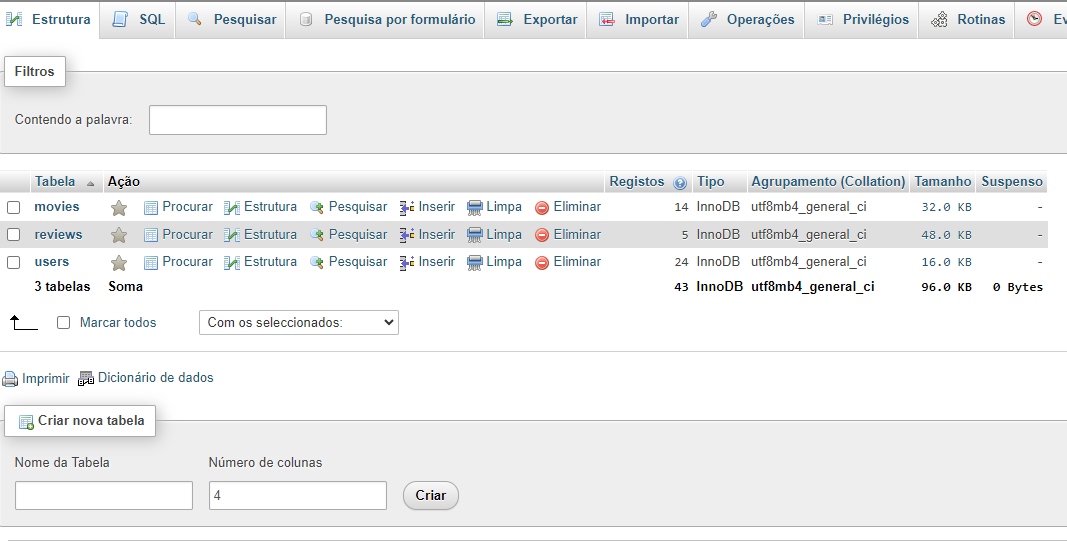 Estrutura SQL Pesquisar Pesquisa por formulário Exportar Importar Operações Privilégios Rotinas
Filtros
Contendo a palavra:
Tabela Ação Registos Tipo Agrupamento (Collation) Tamanho Suspenso
movies Procurar Estrutura Pesquisar Inserir Limpa Eliminar 14 InnoDB utf8mb4_general_ci 32.0 KB -
reviews Procurar Estrutura Pesquisar Inserir Limpa Eliminar 5 InnoDB utf8mb4_general_ci 48.0 KB -
users Procurar Estrutura Pesquisar Inserir Limpa Eliminar 24 InnoDB utf8mb4_general_ci 16.0 KB -
3 tabelas Soma 43 InnoDB utf8mb4_general_ci 96.0 KB 0 Bytes
Marcar todos Com os seleccionados:
Imprimir Dicionário de dados
Criar nova tabela
Nome da Tabela Número de colunas
4 Criar